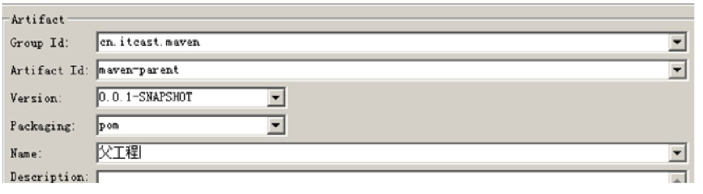 Artifact
Group Id: cn.itcast.maven
Artifact Id: maven-parent
Version: 0.0.1-SNAPSHOT
Packaging: pom
Name: 父工程
Description: